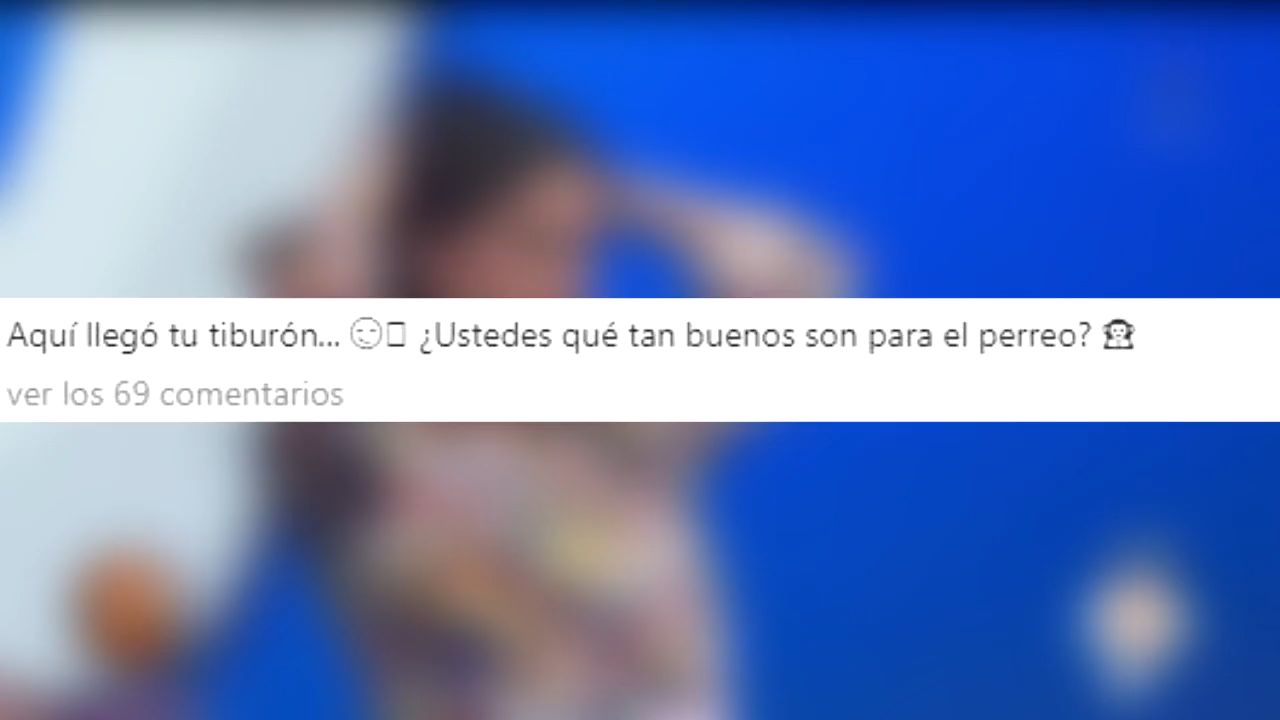 Aquí llegó tu tiburón... 😏 ¿Ustedes qué tan buenos son para el perreo? 🙊
ver los 69 comentarios